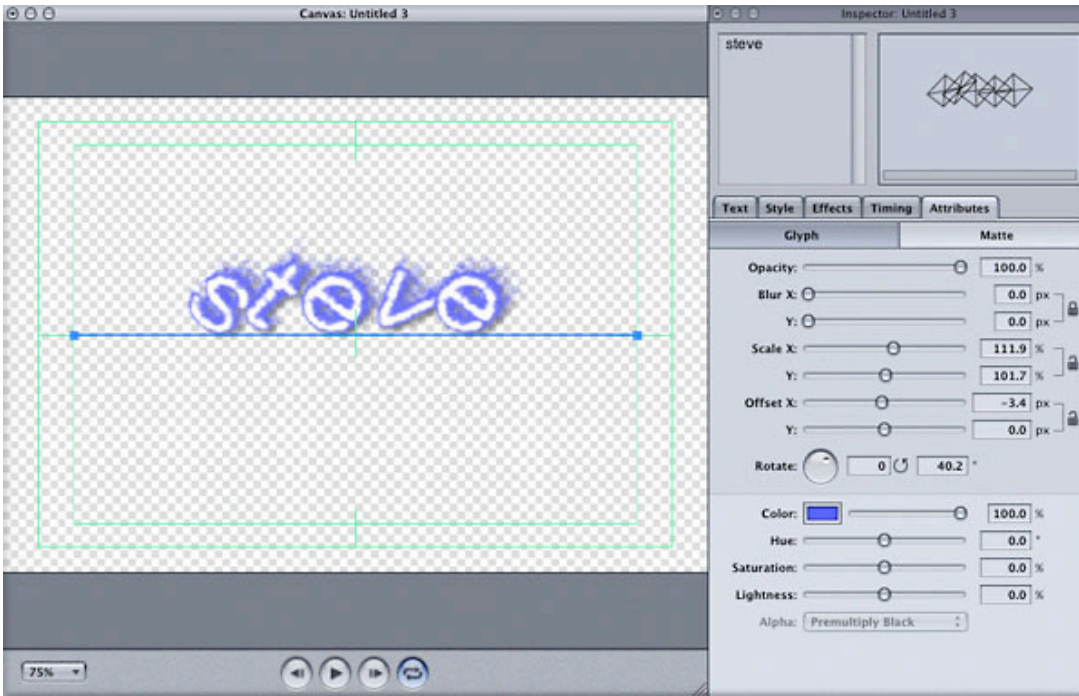 Canvas: Untitled 3
Inspector: Untitled 3
steve
Text Style Effects Timing Attributes
Glyph Matte
Opacity: 100.0 %
Blur X: 0.0 px
Y: 0.0 px
Scale X: 111.9 %
Y: 101.7 %
Offset X: -3.4 px
Y: 0.0 px
Rotate: 0 40.2 °
Color: 100.0 %
Hue: 0.0 °
Saturation: 0.0 %
Lightness: 0.0 %
Alpha: Premultiply Black
steve
75%